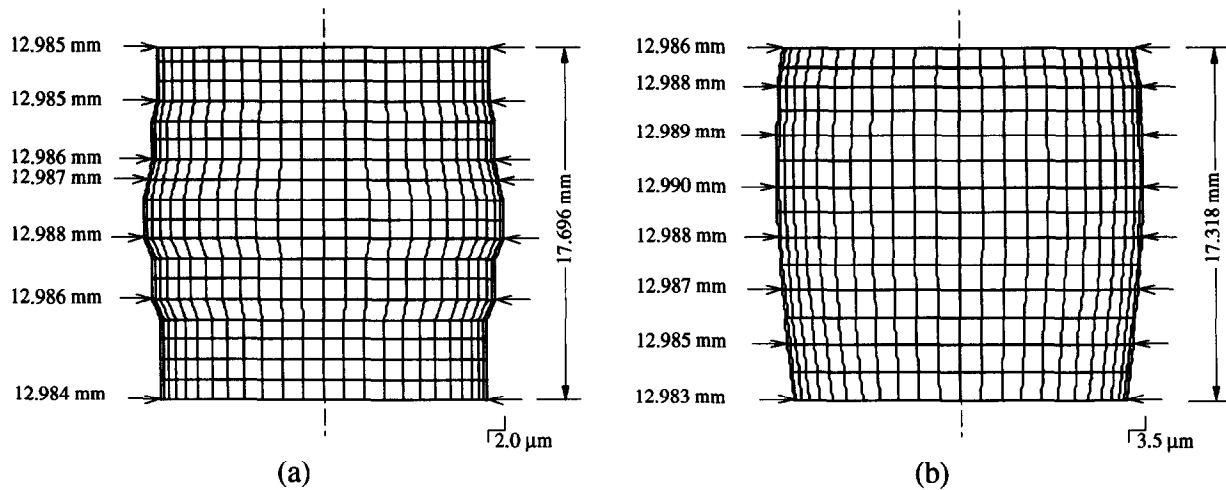 12.985 mm
12.985 mm
12.986 mm
12.987 mm
12.988 mm
12.986 mm
12.984 mm
17.696 mm
2.0 μm
(a)
12.986 mm
12.988 mm
12.989 mm
12.990 mm
12.988 mm
12.987 mm
12.985 mm
12.983 mm
17.318 mm
3.5 μm
(b)